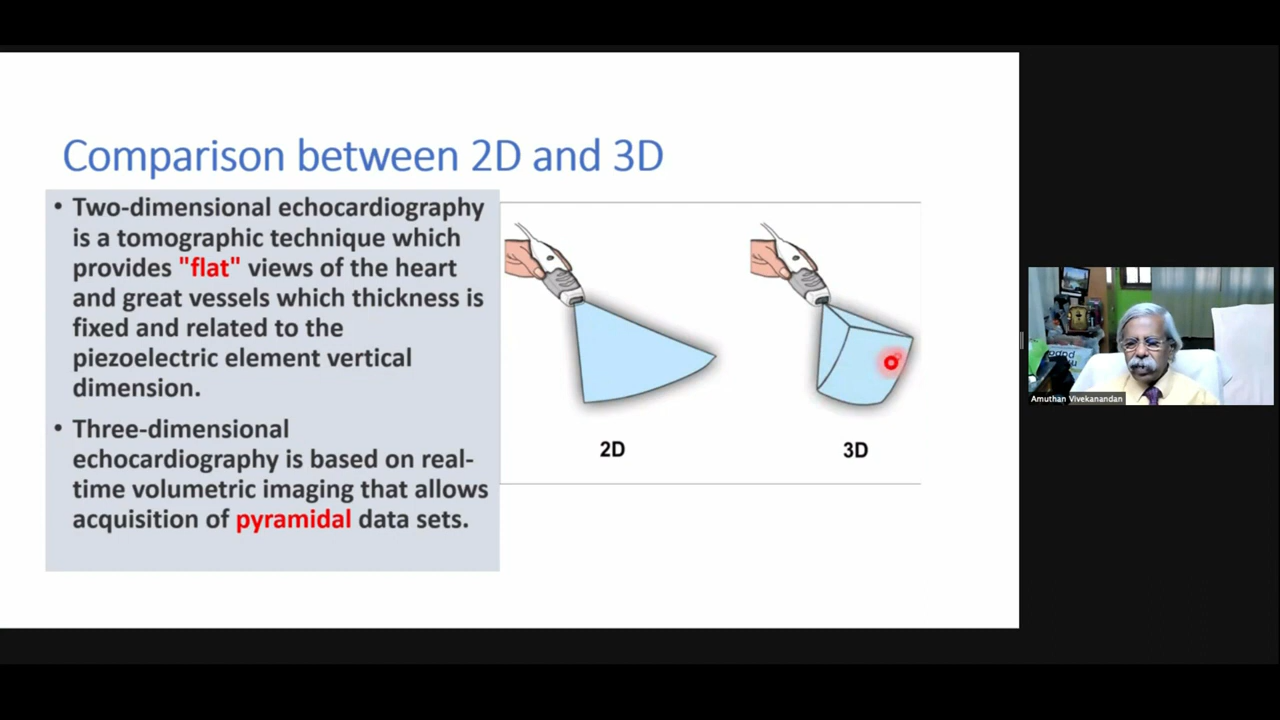 Comparison between 2D and 3D
• Two-dimensional echocardiography
is a tomographic technique which
provides "flat" views of the heart
and great vessels which thickness is
fixed and related to the
piezoelectric element vertical
dimension.
• Three-dimensional
echocardiography is based on real-
time volumetric imaging that allows
acquisition of pyramidal data sets.
2D
3D
Amuthan Vivekanandan